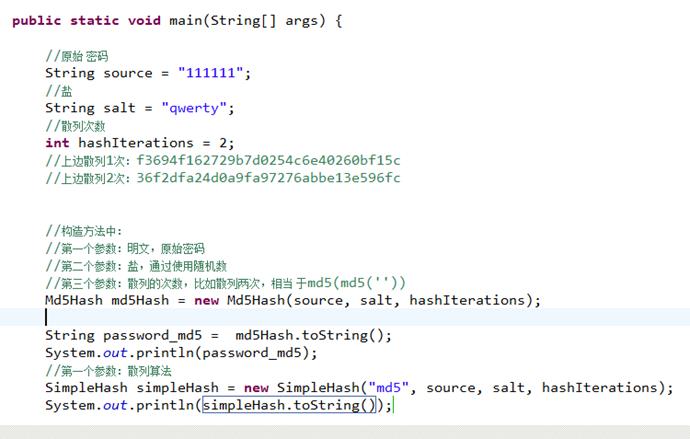 public static void main(String[] args) {
//原始 密码
String source = "111111";
//盐
String salt = "qwerty";
//散列次数
int hashIterations = 2;
//上边散列1次：f3694f162729b7d0254c6e40260bf15c
//上边散列2次：36f2dfa24d0a9fa97276abbe13e596fc
//构造方法中：
//第一个参数：明文，原始密码
//第二个参数：盐，通过使用随机数
//第三个参数：散列的次数，比如散列两次，相当 于md5(md5(''))
Md5Hash md5Hash = new Md5Hash(source, salt, hashIterations);
String password_md5 =  md5Hash.toString();
System.out.println(password_md5);
//第一个参数：散列算法
SimpleHash simpleHash = new SimpleHash("md5", source, salt, hashIterations);
System.out.println(simpleHash.toString());